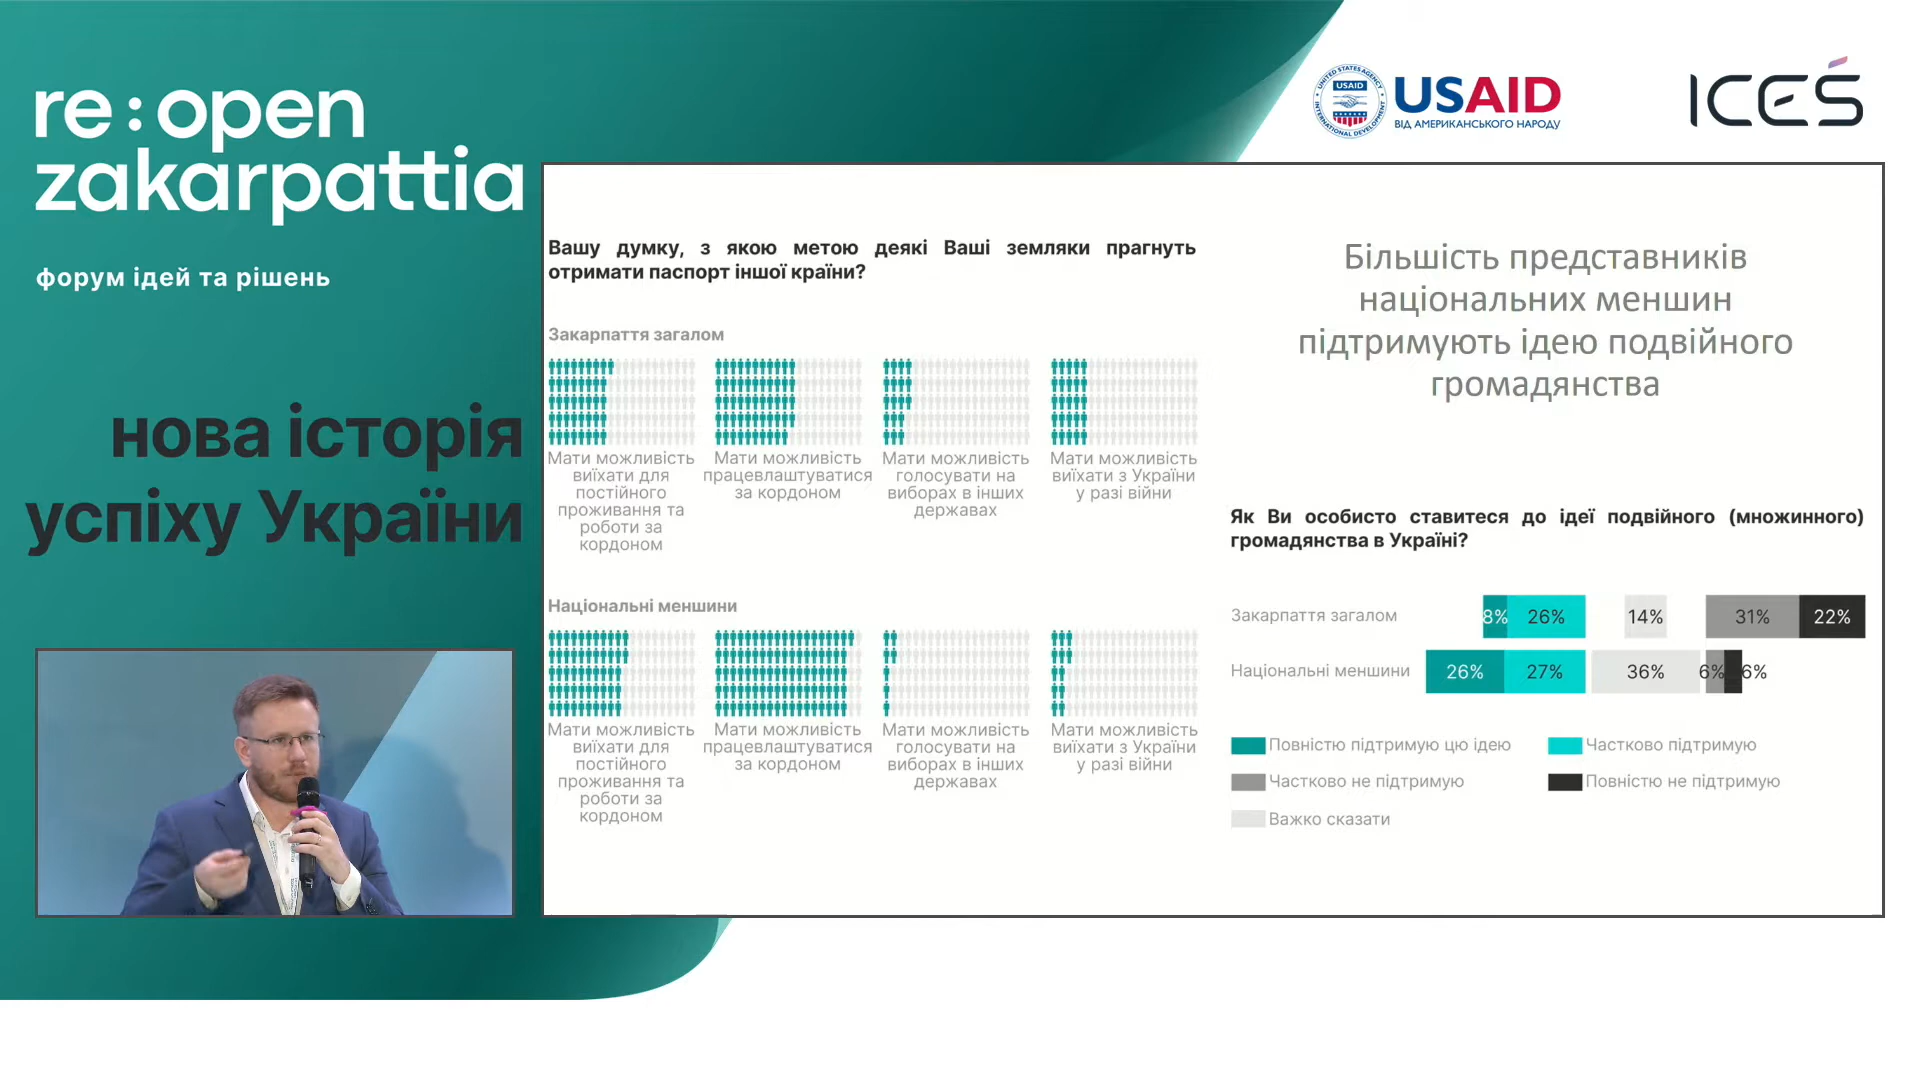 re:open
zakarpattia
форум ідей та рішень
нова історія
успіху України
UNITED STATES AGENCY
USAID
INTERNATIONAL DEVELOPMENT
USAID
ВІД АМЕРИКАНСЬКОГО НАРОДУ
ICEŚ
Вашу думку, з якою метою деякі Ваші земляки прагнуть
отримати паспорт іншої країни?
Закарпаття загалом
Мати можливість
виїхати для
постійного
проживання та
роботи за
кордоном
Мати можливість
працевлаштуватися
за кордоном
Мати можливість
голосувати на
виборах в інших
державах
Мати можливість
виїхати з України
у разі війни
Національні меншини
Мати можливість
виїхати для
постійного
проживання та
роботи за
кордоном
Мати можливість
працевлаштуватися
за кордоном
Мати можливість
голосувати на
виборах в інших
державах
Мати можливість
виїхати з України
у разі війни
Більшість представників
національних меншин
підтримують ідею подвійного
громадянства
Як Ви особисто ставитеся до ідеї подвійного (множинного)
громадянства в Україні?
Закарпаття загалом 8% 26% 14% 31% 22%
Національні меншини 26% 27% 36% 6% 6%
Повністю підтримую цю ідею
Частково підтримую
Частково не підтримую
Повністю не підтримую
Важко сказати